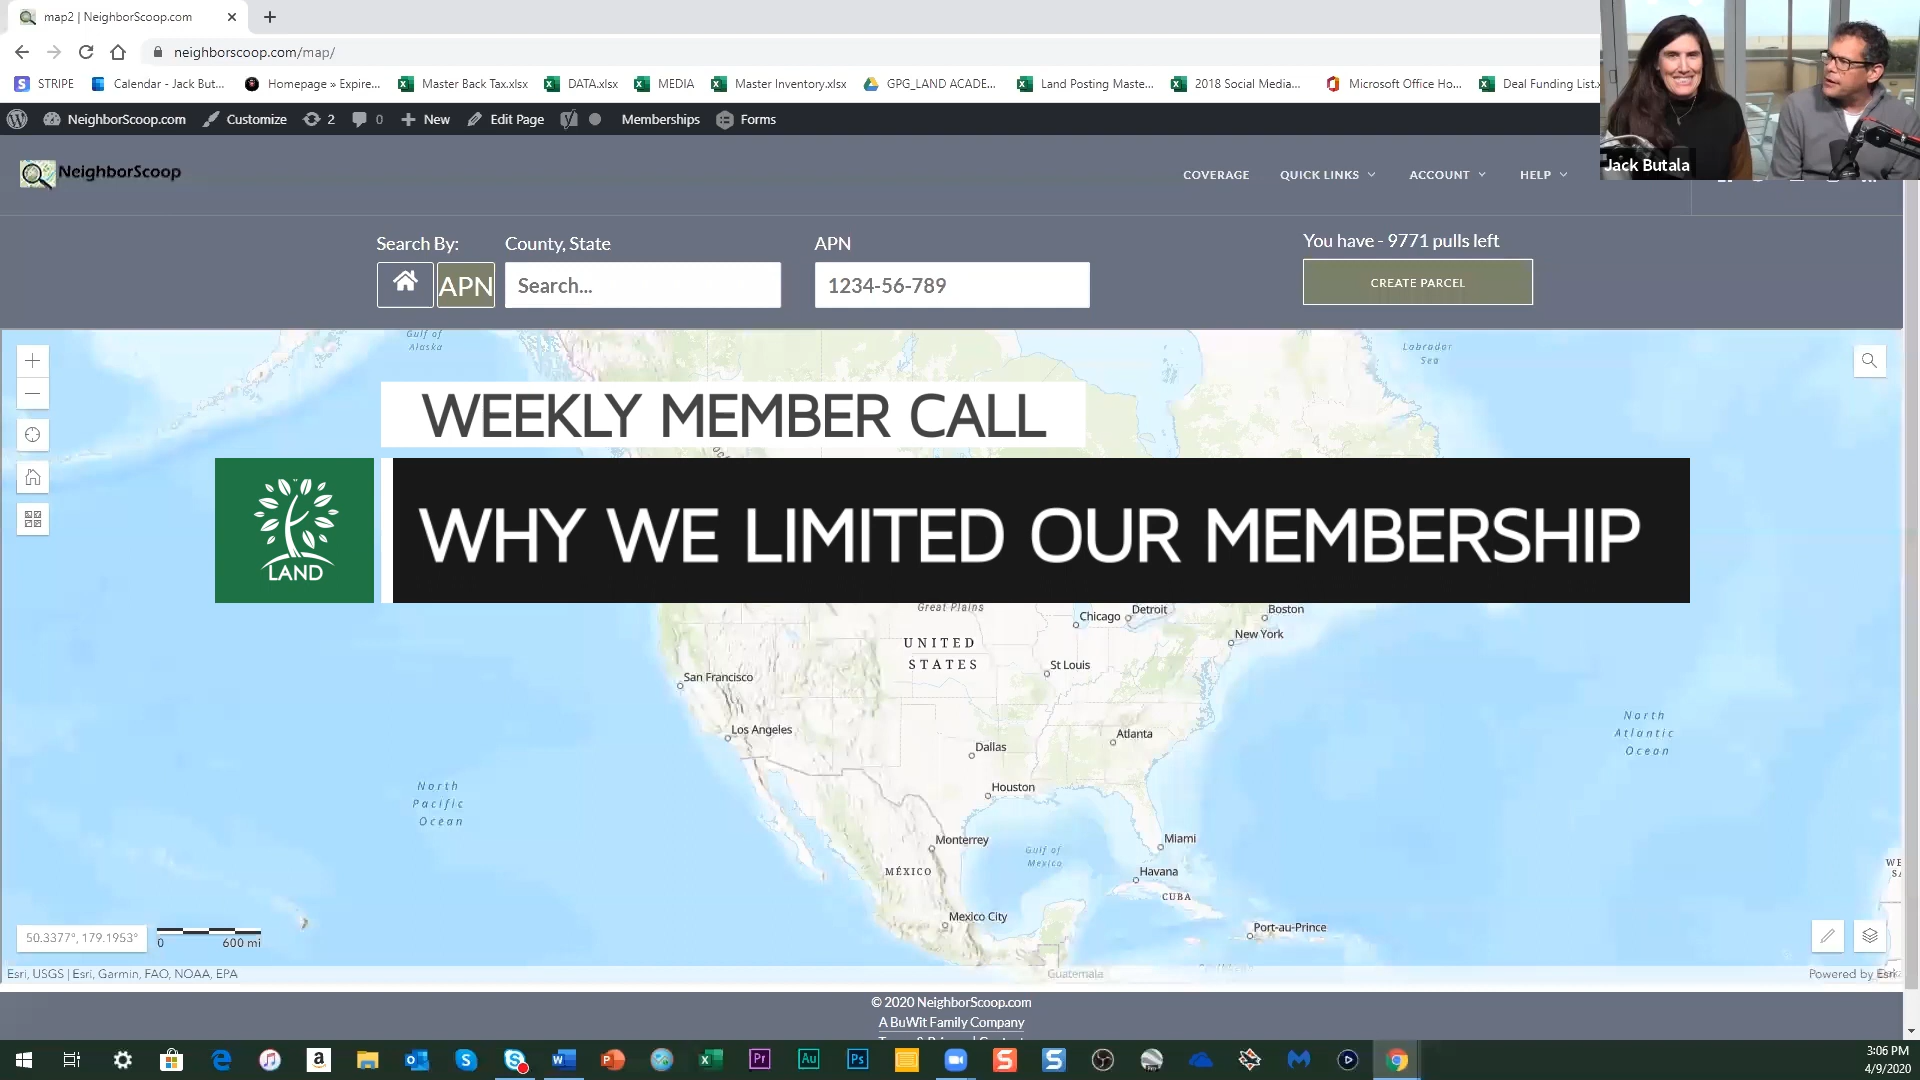 map2 | NeighborScoop.com
neighborscoop.com/map/
STRIPE Calendar - Jack But... Homepage » Expire... Master Back Tax.xlsx DATA.xlsx MEDIA Master Inventory.xlsx GPG_LAND ACADE... Land Posting Maste... 2018 Social Media... Microsoft Office Ho... Deal Funding List.x
NeighborScoop.com Customize 2 0 New Edit Page Memberships Forms
Jack Butala
NeighborScoop
COVERAGE QUICK LINKS ACCOUNT HELP
Search By: County, State APN You have - 9771 pulls left
APN Search... 1234-56-789 CREATE PARCEL
Gulf of
Alaska
Labrador
Sea
WEEKLY MEMBER CALL
WHY WE LIMITED OUR MEMBERSHIP
LAND
Great Plains
Chicago
Detroit
Boston
New York
UNITED
STATES
St Louis
San Francisco
Los Angeles
Atlanta
Dallas
Houston
North
Atlantic
Ocean
North
Pacific
Ocean
Monterrey
Miami
Gulf of
Mexico
MÉXICO
Havana
CUBA
Mexico City
Port-au-Prince
Guatemala
50.3377°, 179.1953°
0 600 mi
Esri, USGS | Esri, Garmin, FAO, NOAA, EPA
Powered by Esri
© 2020 NeighborScoop.com
A BuWit Family Company
3:06 PM
4/9/2020